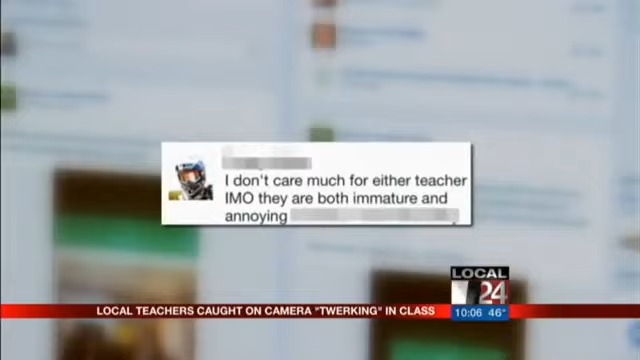 I don't care much for either teacher
IMO they are both immature and
annoying
LOCAL
24
LOCAL TEACHERS CAUGHT ON CAMERA "TWERKING" IN CLASS
10:06 46°